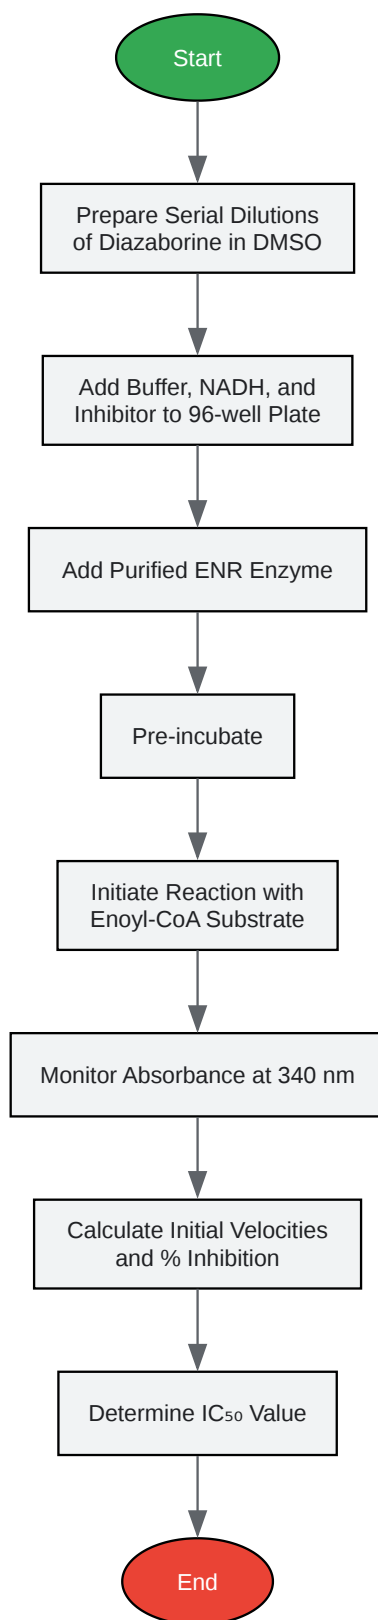 Start
Prepare Serial Dilutions
of Diazaborine in DMSO
Add Buffer, NADH, and
Inhibitor to 96-well Plate
Add Purified ENR Enzyme
Pre-incubate
Initiate Reaction with
Enoyl-CoA Substrate
Monitor Absorbance at 340 nm
Calculate Initial Velocities
and % Inhibition
Determine IC₅₀ Value
End